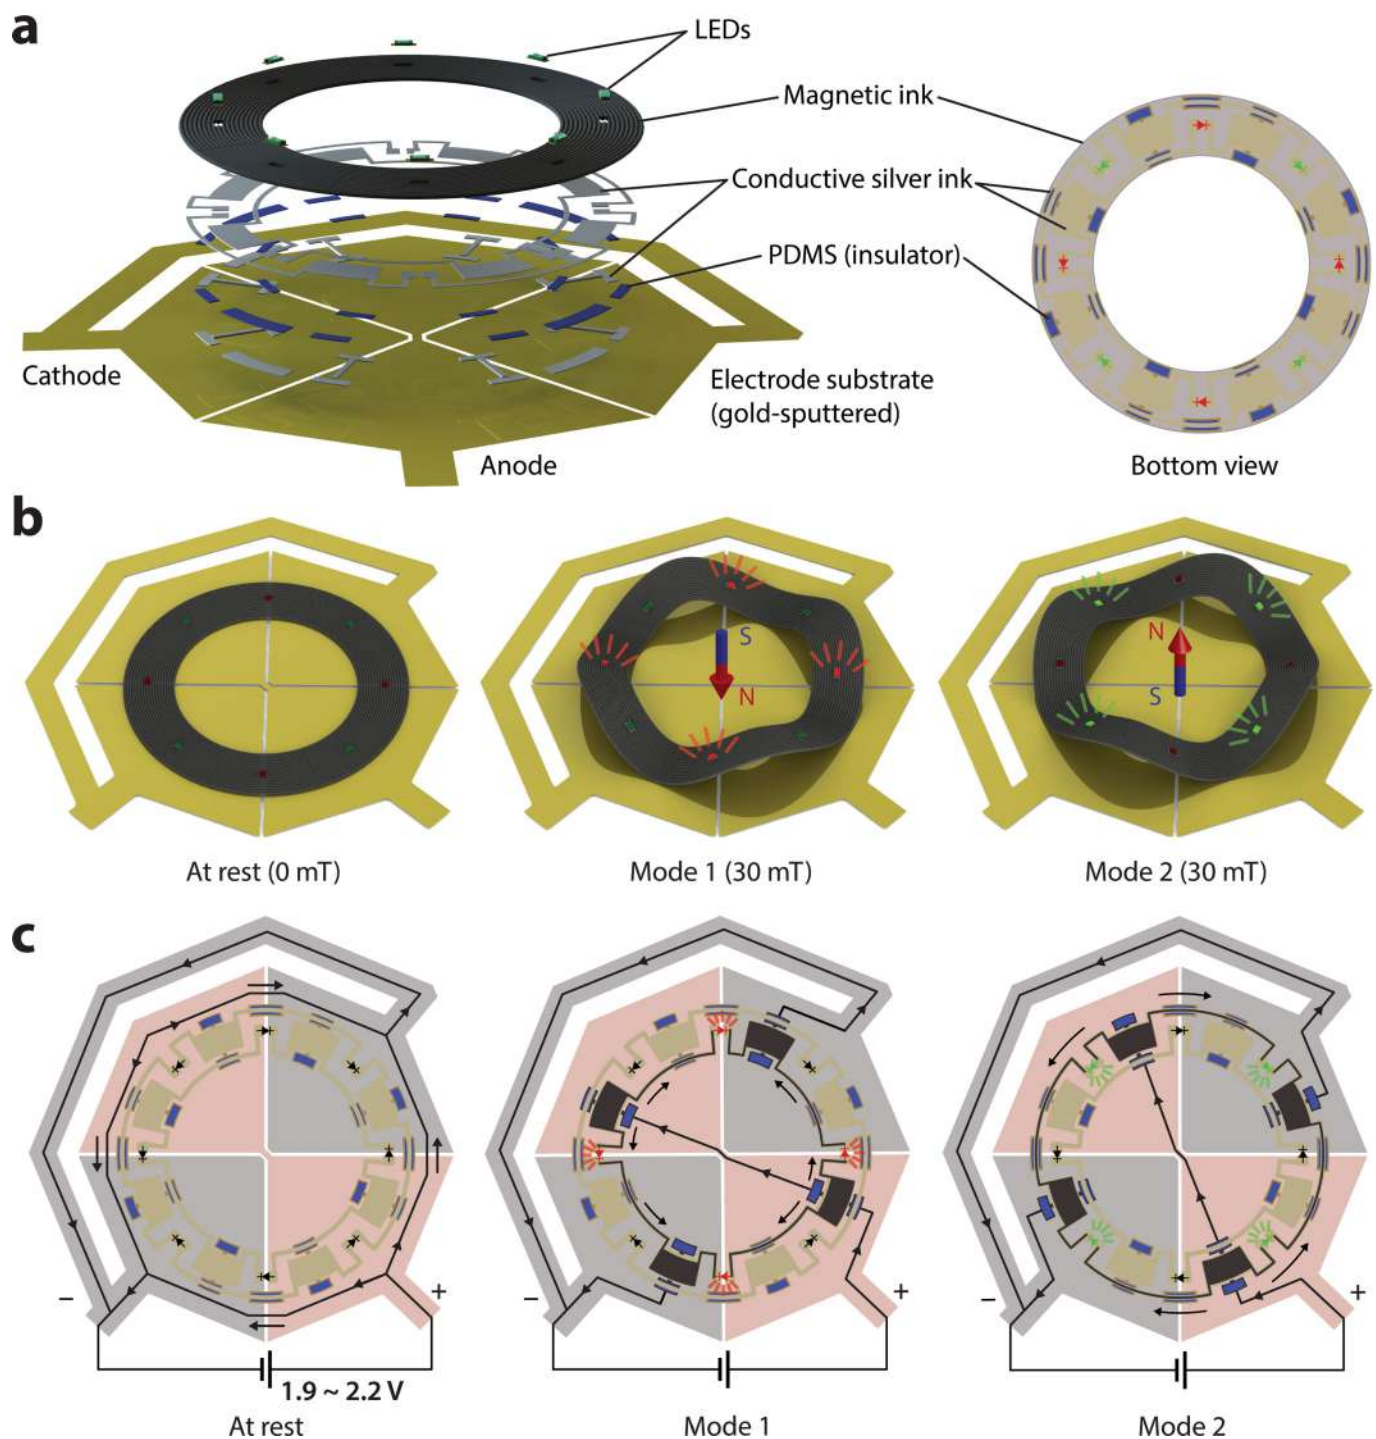 a
LEDs
Magnetic ink
Conductive silver ink
PDMS (insulator)
Cathode
Electrode substrate
(gold-sputtered)
Anode
Bottom view
b
S
N
N
S
At rest (0 mT)
Mode 1 (30 mT)
Mode 2 (30 mT)
c
– +
– +
– +
1.9 ~ 2.2 V
At rest
Mode 1
Mode 2